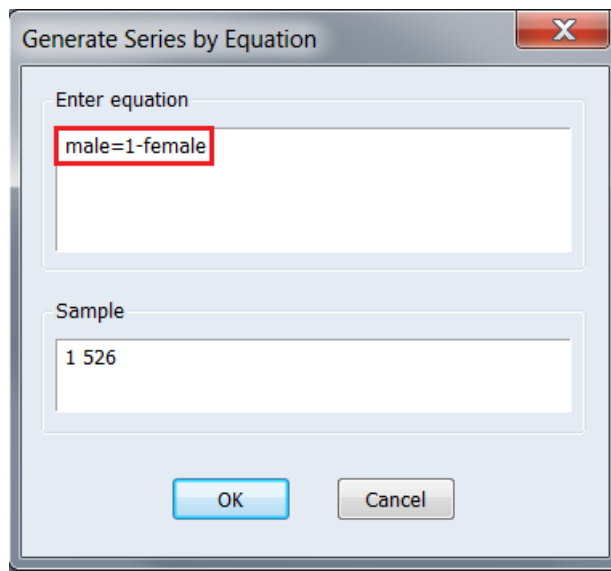 Generate Series by Equation
Enter equation
male=1-female
Sample
1 526
OK
Cancel